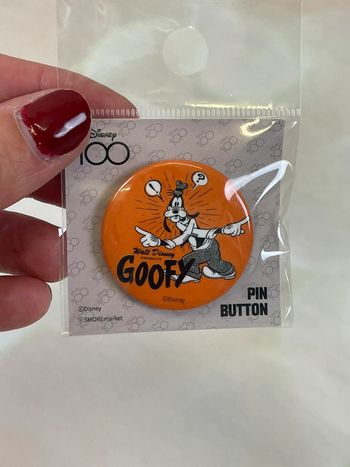 Disney
100
! ?
Walt Disney
PRESENTS
GOOFY
©Disney
©Disney
©SMOREmarket
PIN
BUTTON